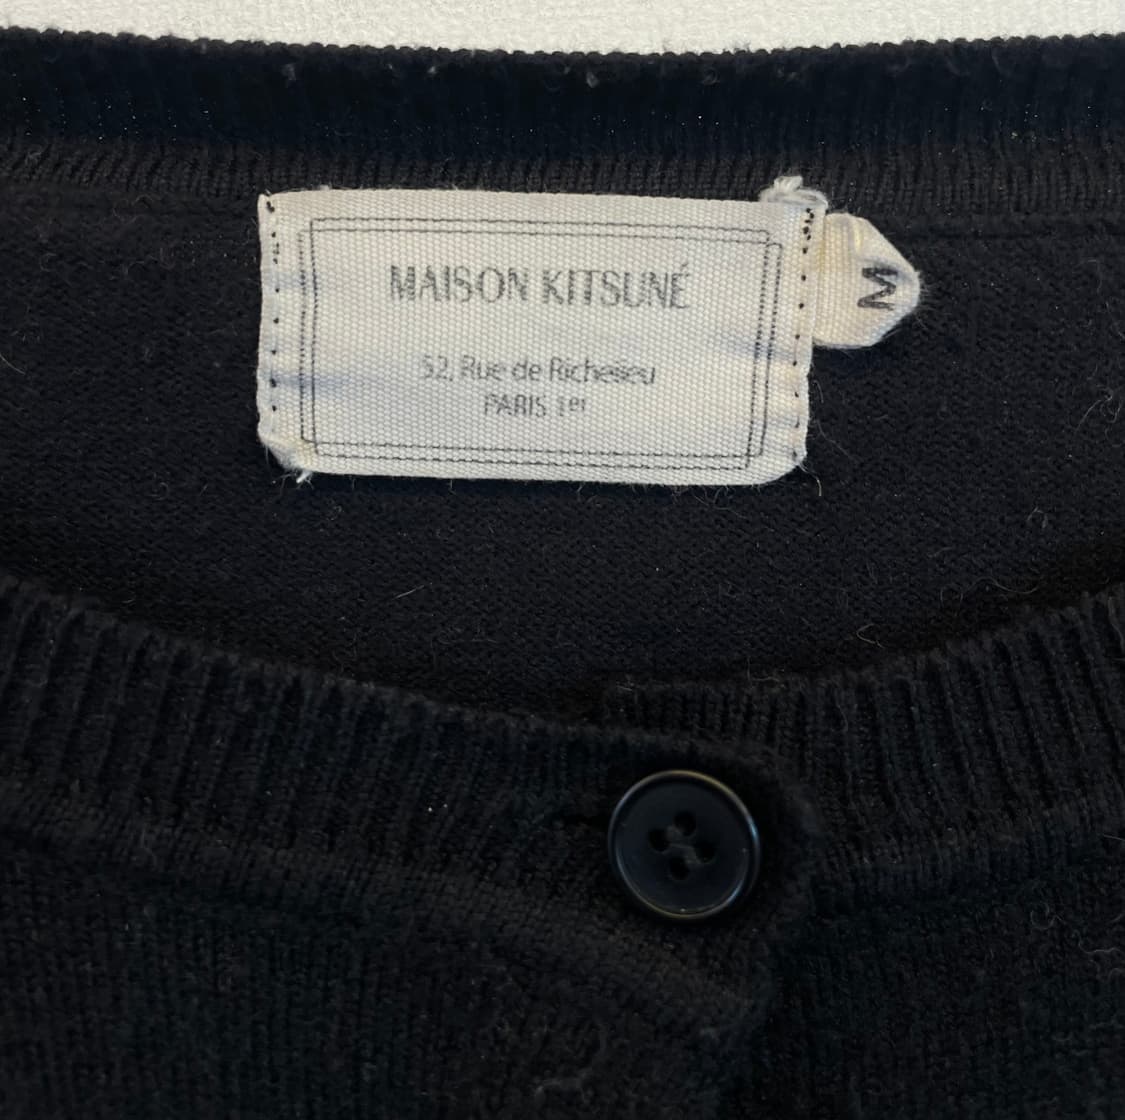 MAISON KITSUNÉ
52, Rue de Richelieu
PARIS 1er
M